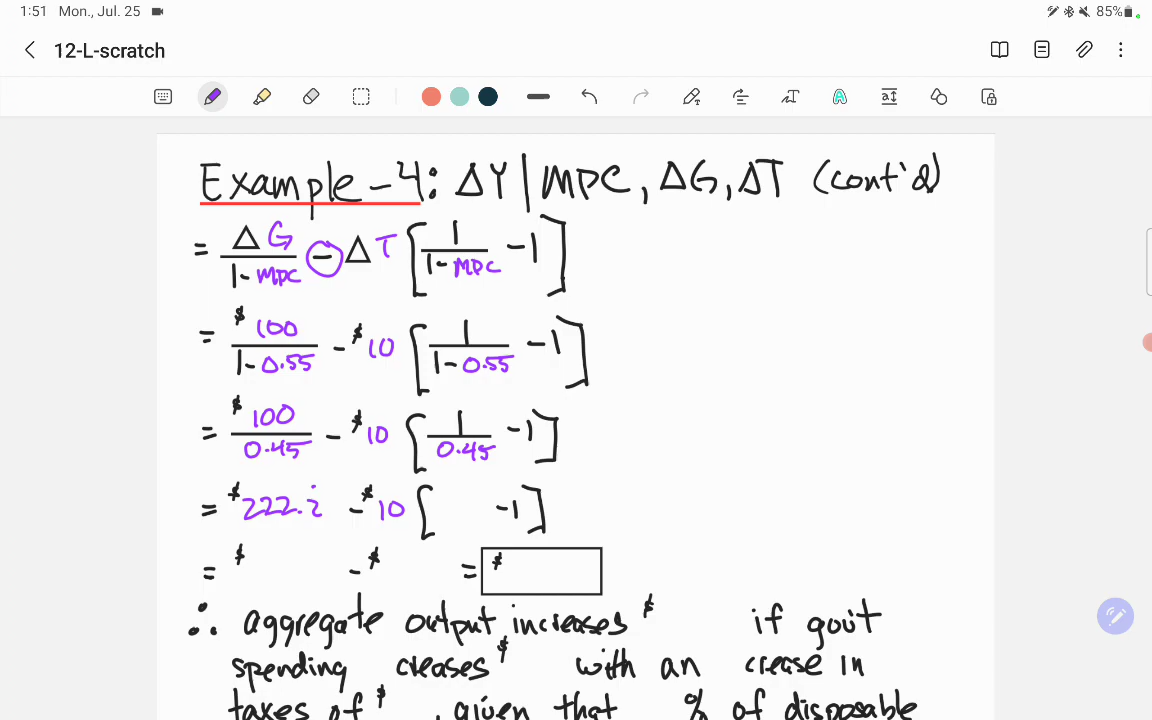 1:51 Mon., Jul. 25 85%
12-L-scratch
Example-4: ΔY | MPC, ΔG, ΔT (cont'd)
= ΔG/(1-MPC) - ΔT [1/(1-MPC) -1]
= $100/(1-0.55) - $10 [1/(1-0.55) -1]
= $100/0.45 - $10 [1/0.45 -1]
= $222.2̇ - $10 [ -1]
= $ - $ = $
∴ aggregate output increases $ if gov't
spending creases $ with an crease in
taxes of $ , given that % of disposable